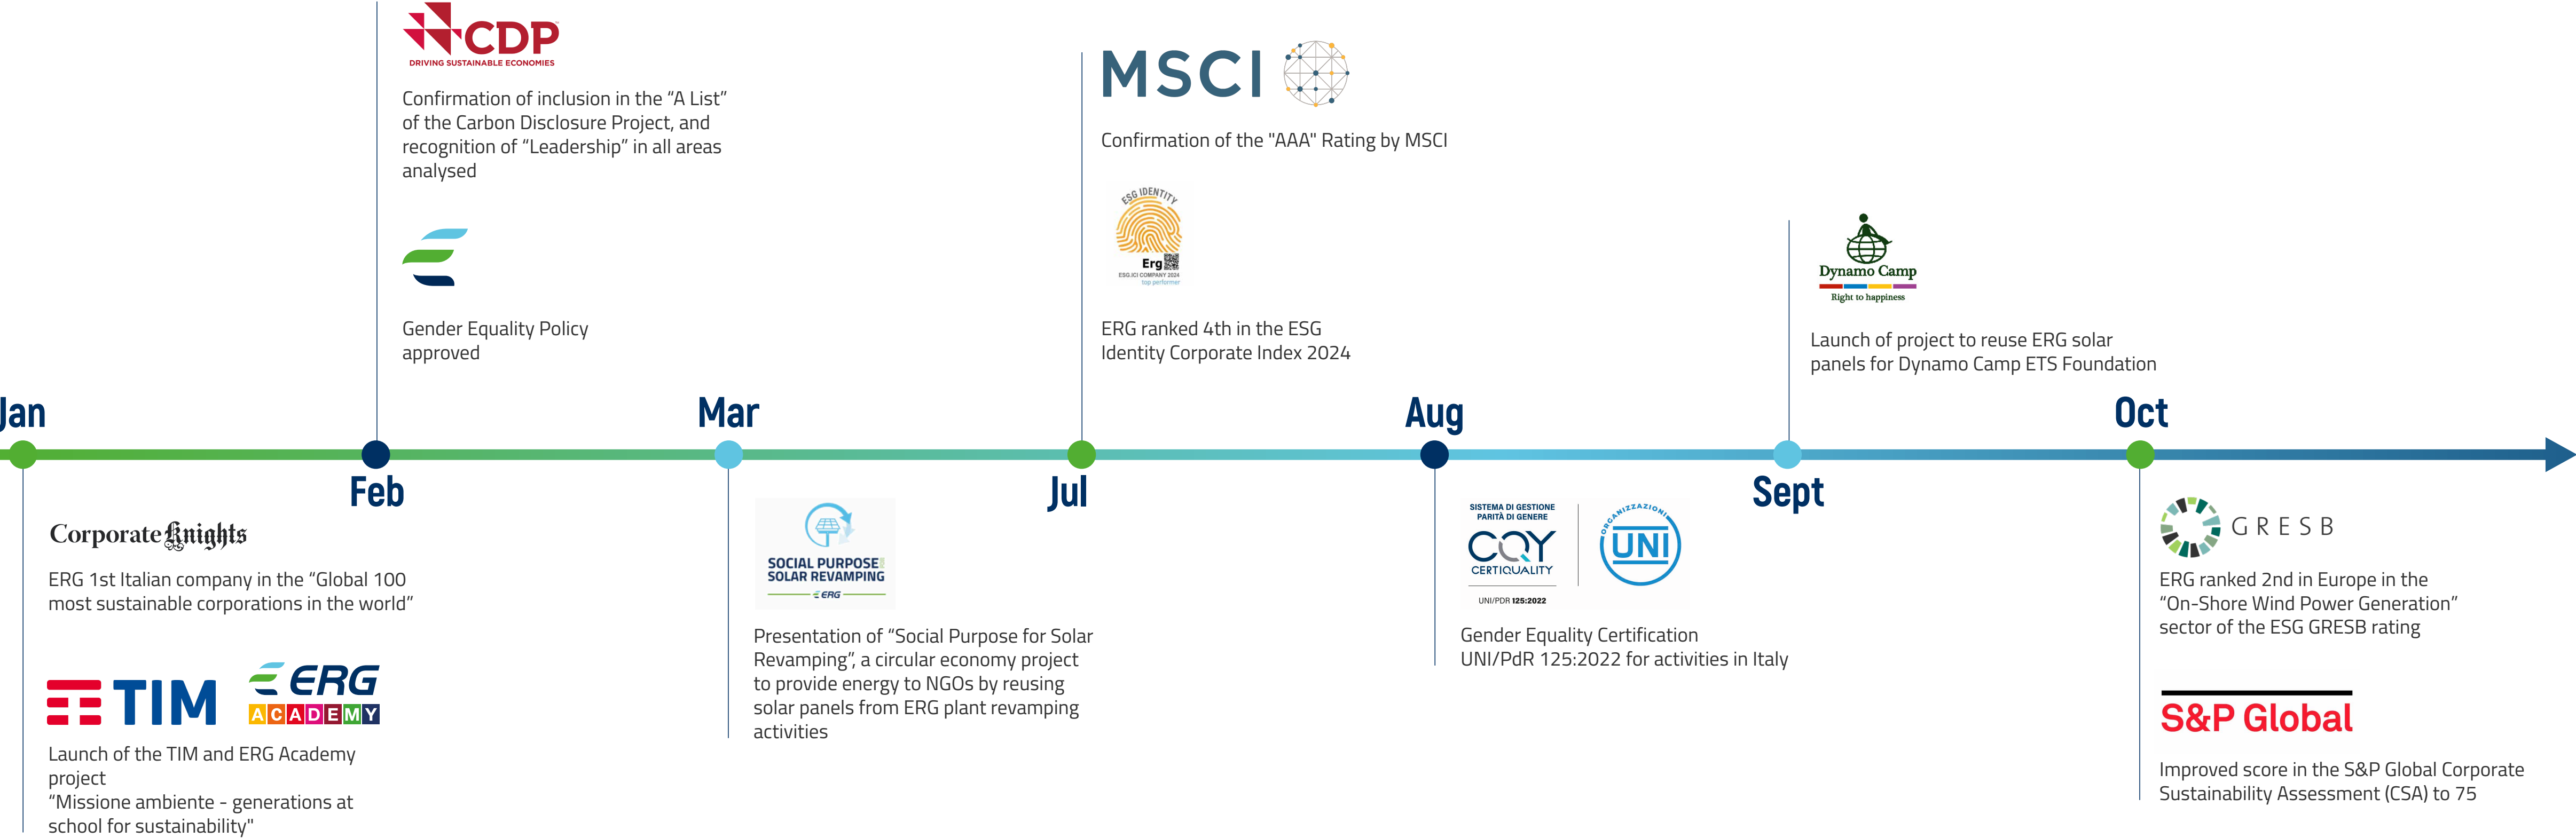 Jan
Corporate Knights
ERG 1st Italian company in the “Global 100
most sustainable corporations in the world”
TIM
ERG
ACADEMY
Launch of the TIM and ERG Academy
project
“Missione ambiente - generations at
school for sustainability"
Feb
CDP
DRIVING SUSTAINABLE ECONOMIES
Confirmation of inclusion in the “A List”
of the Carbon Disclosure Project, and
recognition of “Leadership” in all areas
analysed
Gender Equality Policy
approved
Mar
SOCIAL PURPOSE FOR
SOLAR REVAMPING
ERG
Presentation of “Social Purpose for Solar
Revamping”, a circular economy project
to provide energy to NGOs by reusing
solar panels from ERG plant revamping
activities
Jul
MSCI
Confirmation of the "AAA" Rating by MSCI
ESG IDENTITY
Erg
ESG.ICI COMPANY 2024
top performer
ERG ranked 4th in the ESG
Identity Corporate Index 2024
Aug
SISTEMA DI GESTIONE
PARITÀ DI GENERE
CQY
CERTIQUALITY
UNI/PDR 125:2022
ORGANIZZAZIONI
UNI
Gender Equality Certification
UNI/PdR 125:2022 for activities in Italy
Sept
Dynamo Camp
Right to happiness
Launch of project to reuse ERG solar
panels for Dynamo Camp ETS Foundation
Oct
GRESB
ERG ranked 2nd in Europe in the
“On-Shore Wind Power Generation”
sector of the ESG GRESB rating
S&P Global
Improved score in the S&P Global Corporate
Sustainability Assessment (CSA) to 75